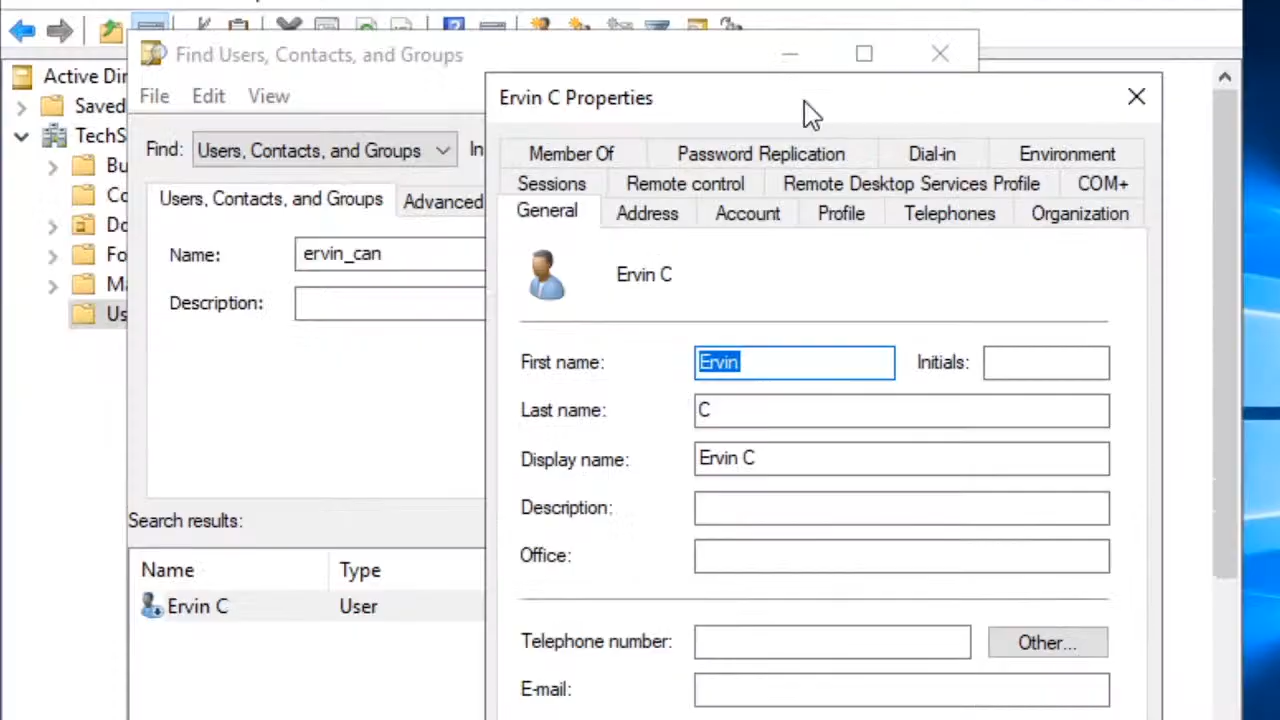 Find Users, Contacts, and Groups
File Edit View
Active Dir
Saved
TechS
Bu
Co
Do
Fo
Ma
Us
Find: Users, Contacts, and Groups In
Users, Contacts, and Groups Advanced
Name: ervin_can
Description:
Search results:
Name Type
Ervin C User
Ervin C Properties
Member Of Password Replication Dial-in Environment
Sessions Remote control Remote Desktop Services Profile COM+
General Address Account Profile Telephones Organization
Ervin C
First name: Ervin Initials:
Last name: C
Display name: Ervin C
Description:
Office:
Telephone number: Other...
E-mail: